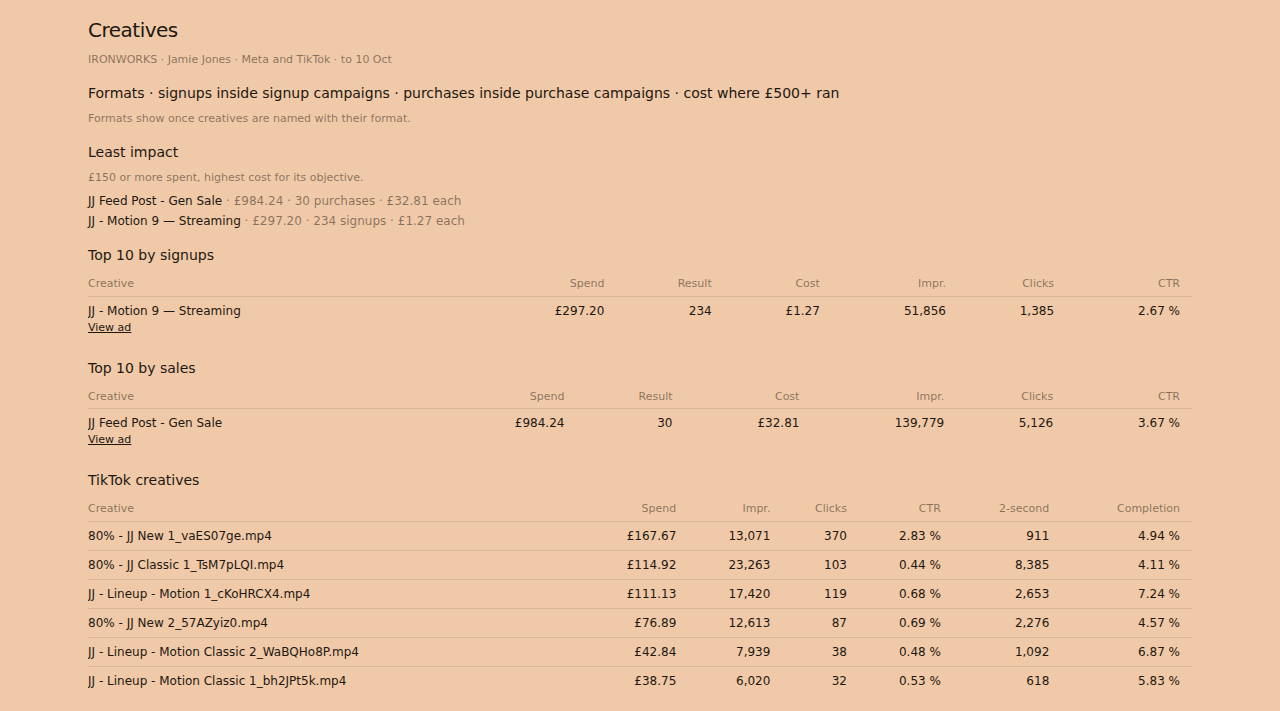 Creatives
IRONWORKS · Jamie Jones · Meta and TikTok · to 10 Oct
Formats · signups inside signup campaigns · purchases inside purchase campaigns · cost where £500+ ran
Formats show once creatives are named with their format.
Least impact
£150 or more spent, highest cost for its objective.
JJ Feed Post - Gen Sale · £984.24 · 30 purchases · £32.81 each
JJ - Motion 9 — Streaming · £297.20 · 234 signups · £1.27 each
Top 10 by signups
Creative Spend Result Cost Impr. Clicks CTR
JJ - Motion 9 — Streaming £297.20 234 £1.27 51,856 1,385 2.67 %
View ad
Top 10 by sales
Creative Spend Result Cost Impr. Clicks CTR
JJ Feed Post - Gen Sale £984.24 30 £32.81 139,779 5,126 3.67 %
View ad
TikTok creatives
Creative Spend Impr. Clicks CTR 2-second Completion
80% - JJ New 1_vaES07ge.mp4 £167.67 13,071 370 2.83 % 911 4.94 %
80% - JJ Classic 1_TsM7pLQI.mp4 £114.92 23,263 103 0.44 % 8,385 4.11 %
JJ - Lineup - Motion 1_cKoHRCX4.mp4 £111.13 17,420 119 0.68 % 2,653 7.24 %
80% - JJ New 2_57AZyiz0.mp4 £76.89 12,613 87 0.69 % 2,276 4.57 %
JJ - Lineup - Motion Classic 2_WaBQHo8P.mp4 £42.84 7,939 38 0.48 % 1,092 6.87 %
JJ - Lineup - Motion Classic 1_bh2JPt5k.mp4 £38.75 6,020 32 0.53 % 618 5.83 %